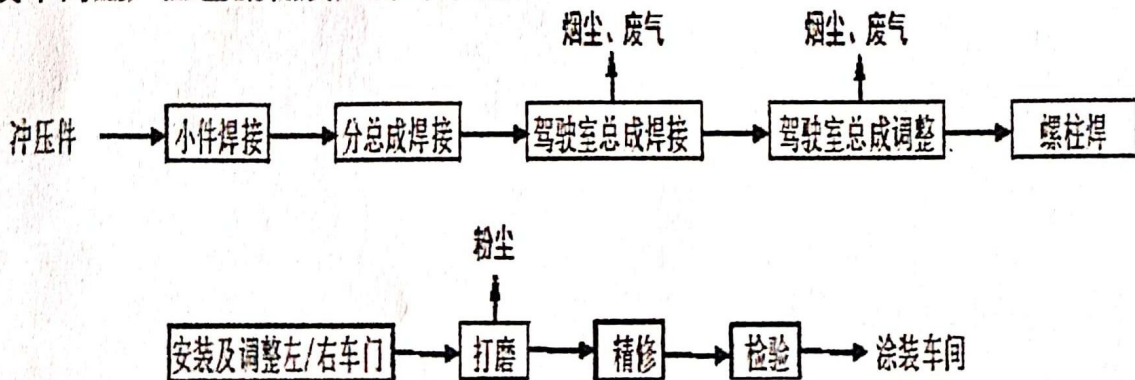 烟尘、废气 烟尘、废气
冲压件 小件焊接 分总成焊接 驾驶室总成焊接 驾驶室总成调整 螺柱焊
粉尘
安装及调整左/右车门 打磨 精修 检验 涂装车间